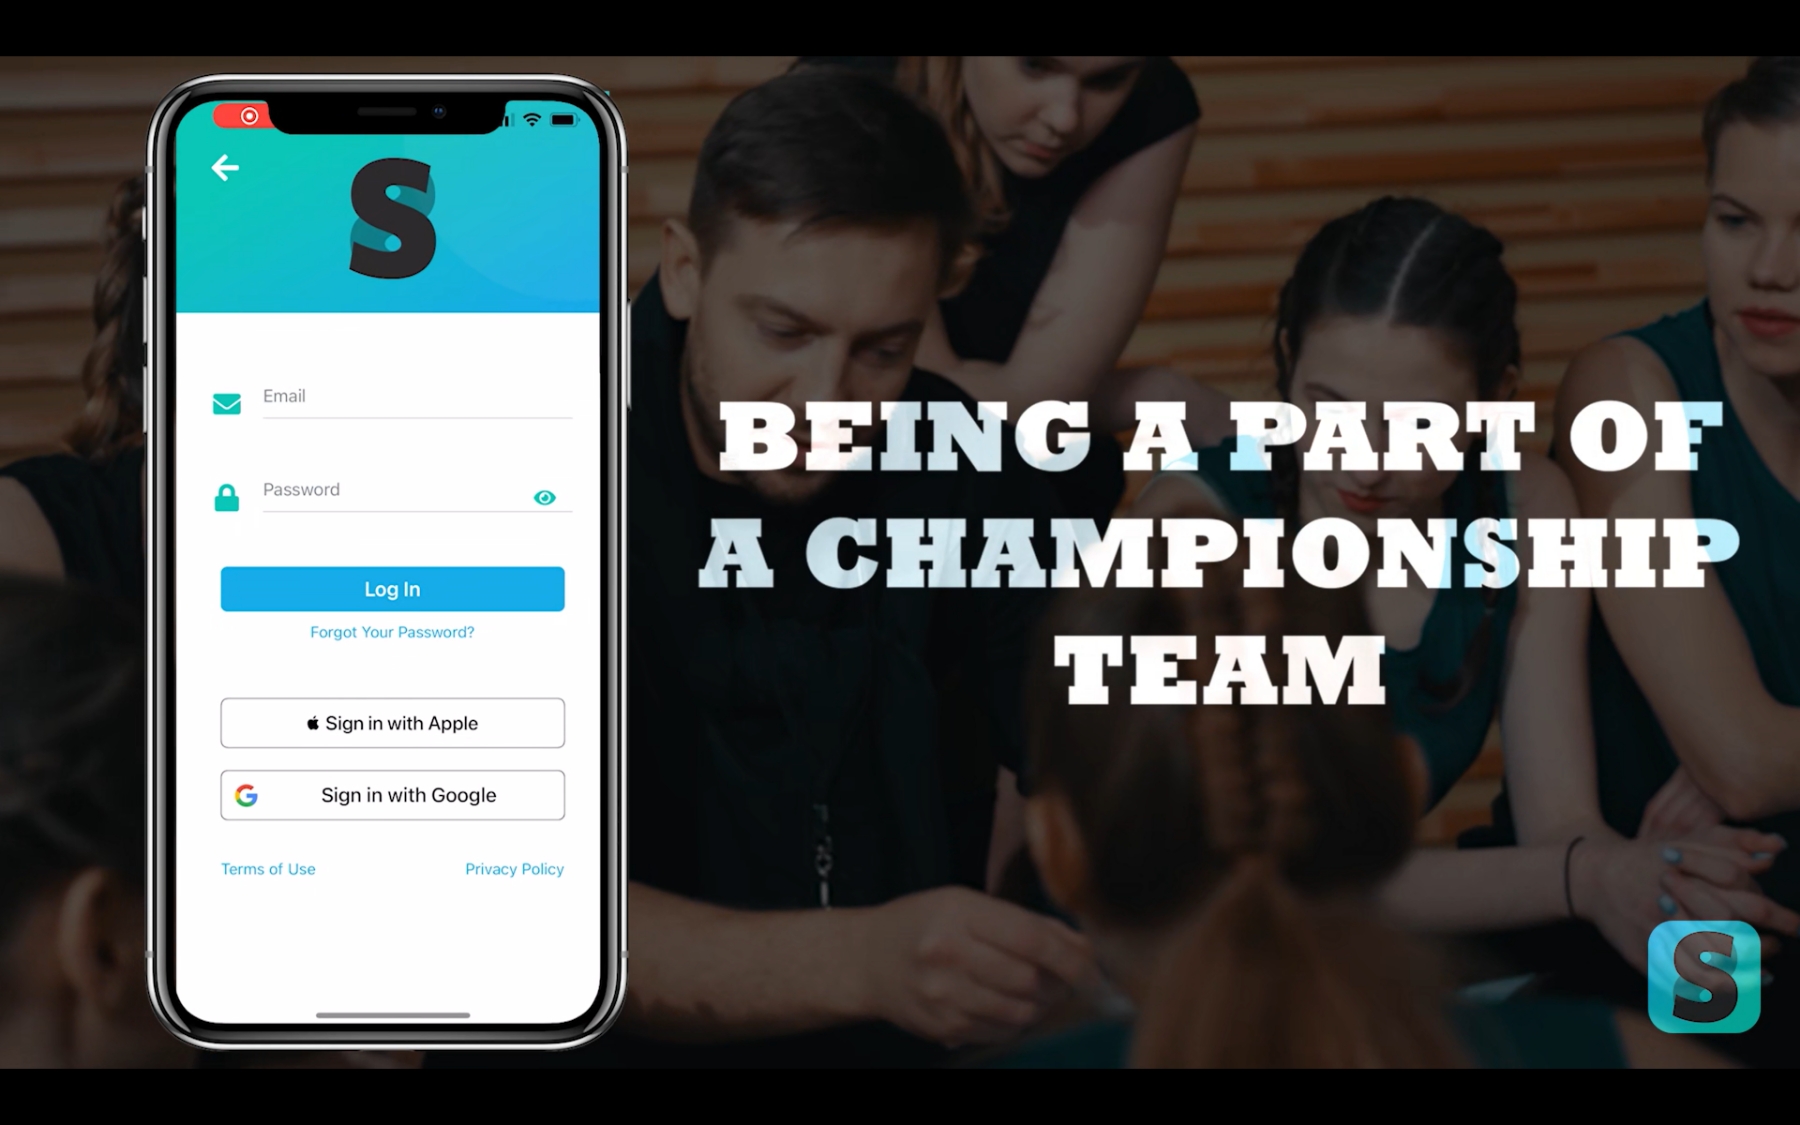 S
Email
Password
Log In
Forgot Your Password?
Sign in with Apple
Sign in with Google
Terms of Use
Privacy Policy
BEING A PART OF
A CHAMPIONSHIP
TEAM
S